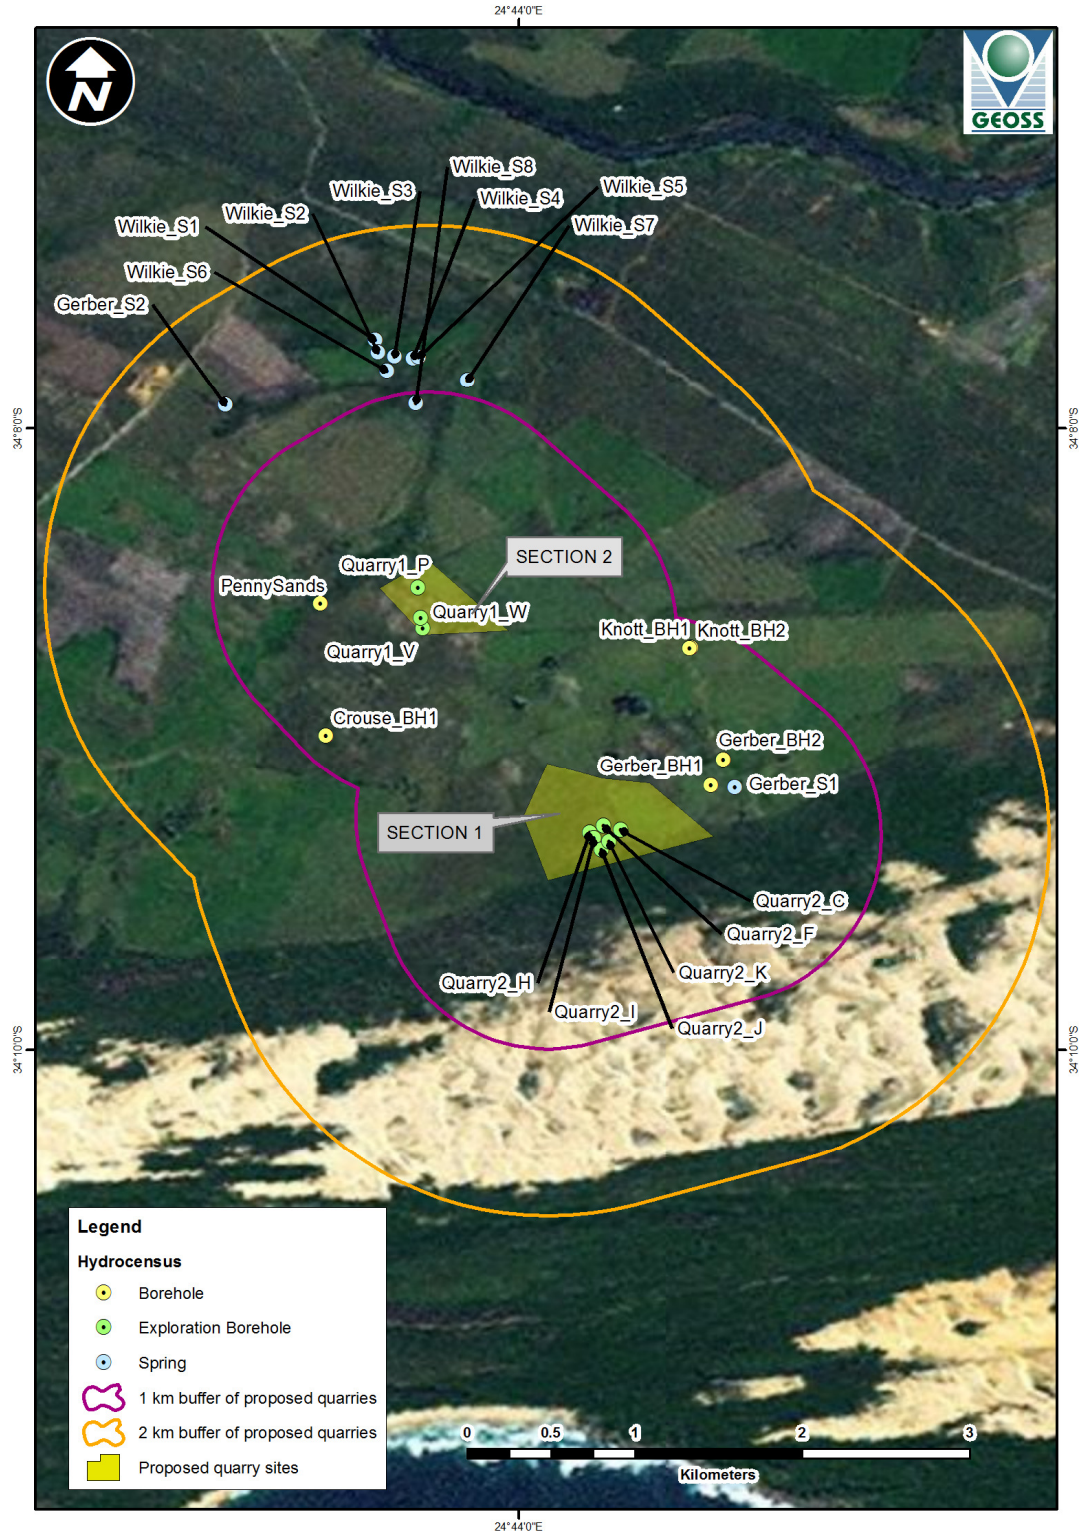 24°44'0"E
N
GEOSS
Wilkie_S8
Wilkie_S3
Wilkie_S5
Wilkie_S4
Wilkie_S2
Wilkie_S1
Wilkie_S7
Wilkie_S6
Gerber_S2
34°8'0"S
34°8'0"S
SECTION 2
Quarry1_P
PennySands
Quarry1_W
Knott_BH1
Knott_BH2
Quarry1_V
Crouse_BH1
Gerber_BH2
Gerber_BH1
Gerber_S1
SECTION 1
Quarry2_C
Quarry2_F
Quarry2_K
Quarry2_H
Quarry2_I
Quarry2_J
34°10'0"S
34°10'0"S
Legend
Hydrocensus
Borehole
Exploration Borehole
Spring
1 km buffer of proposed quarries
2 km buffer of proposed quarries
Proposed quarry sites
0 0.5 1 2 3
Kilometers
24°44'0"E